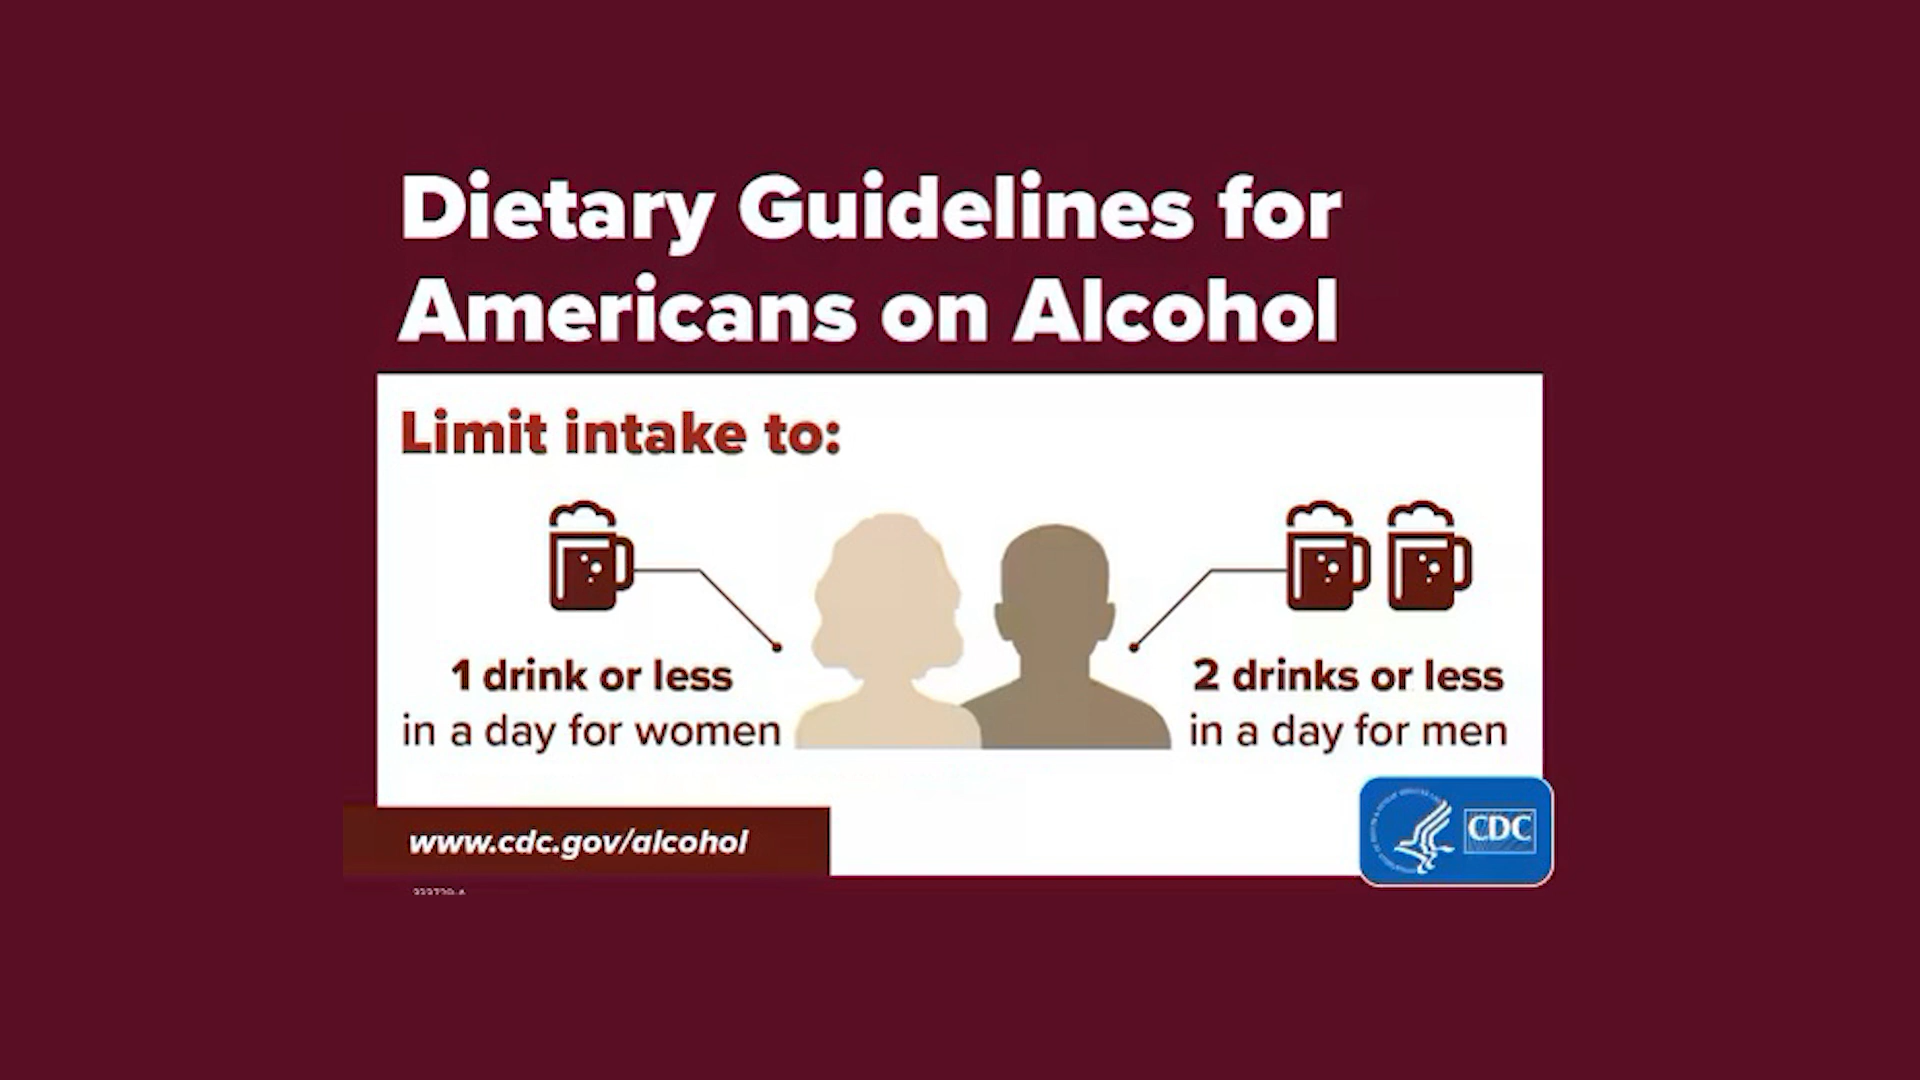 Dietary Guidelines for
Americans on Alcohol
Limit intake to:
1 drink or less
in a day for women
2 drinks or less
in a day for men
www.cdc.gov/alcohol
CDC